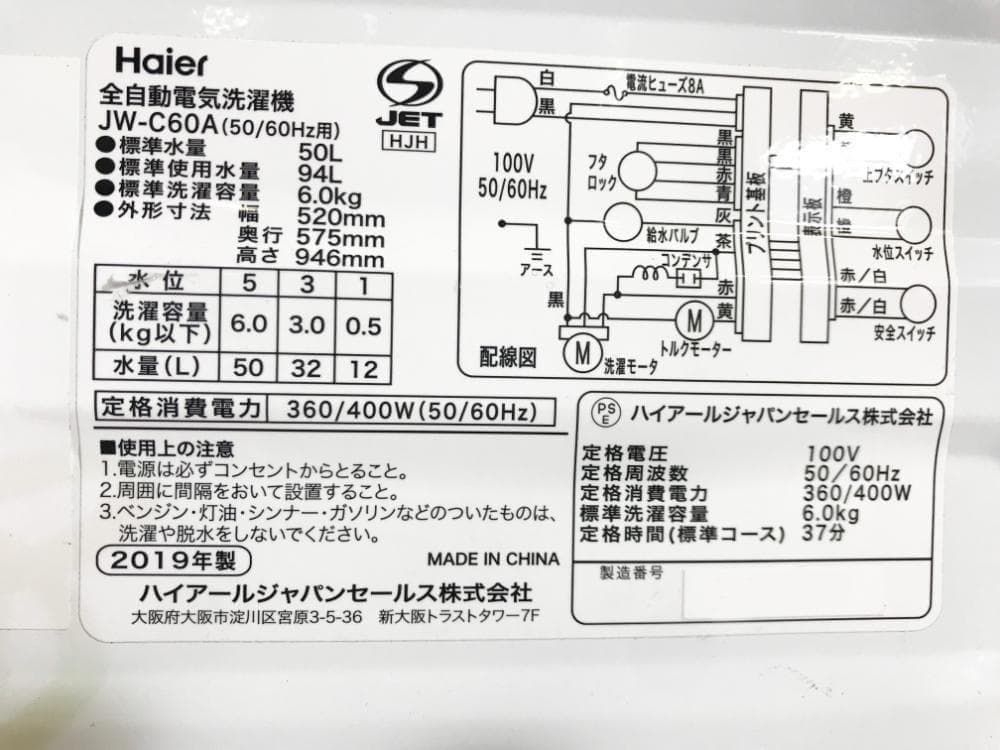 Haier
全自動電気洗濯機
JW-C60A(50/60Hz用)
●標準水量 50L
●標準使用水量 94L
●標準洗濯容量 6.0kg
●外形寸法 幅 520mm
奥行 575mm
高さ 946mm
JET
HJH
水位 5 3 1
洗濯容量(kg以下) 6.0 3.0 0.5
水量(L) 50 32 12
定格消費電力 360/400W(50/60Hz)
■使用上の注意
1.電源は必ずコンセントからとること。
2.周囲に間隔をおいて設置すること。
3.ベンジン・灯油・シンナー・ガソリンなどのついたものは、
洗濯や脱水をしないでください。
2019年製
MADE IN CHINA
ハイアールジャパンセールス株式会社
大阪府大阪市淀川区宮原3-5-36 新大阪トラストタワー7F
白
黒
電流ヒューズ8A
100V
50/60Hz
アース
フタ
ロック
黒
黒
赤
青
灰
給水バルブ
茶
コンデンサ
赤
黒
黄
M
トルクモーター
M
洗濯モータ
配線図
プリント基板
表示板
黄
上フタスイッチ
橙
水位スイッチ
赤/白
赤/白
安全スイッチ
PS
E
ハイアールジャパンセールス株式会社
定格電圧 100V
定格周波数 50/60Hz
定格消費電力 360/400W
標準洗濯容量 6.0kg
定格時間(標準コース) 37分
製造番号